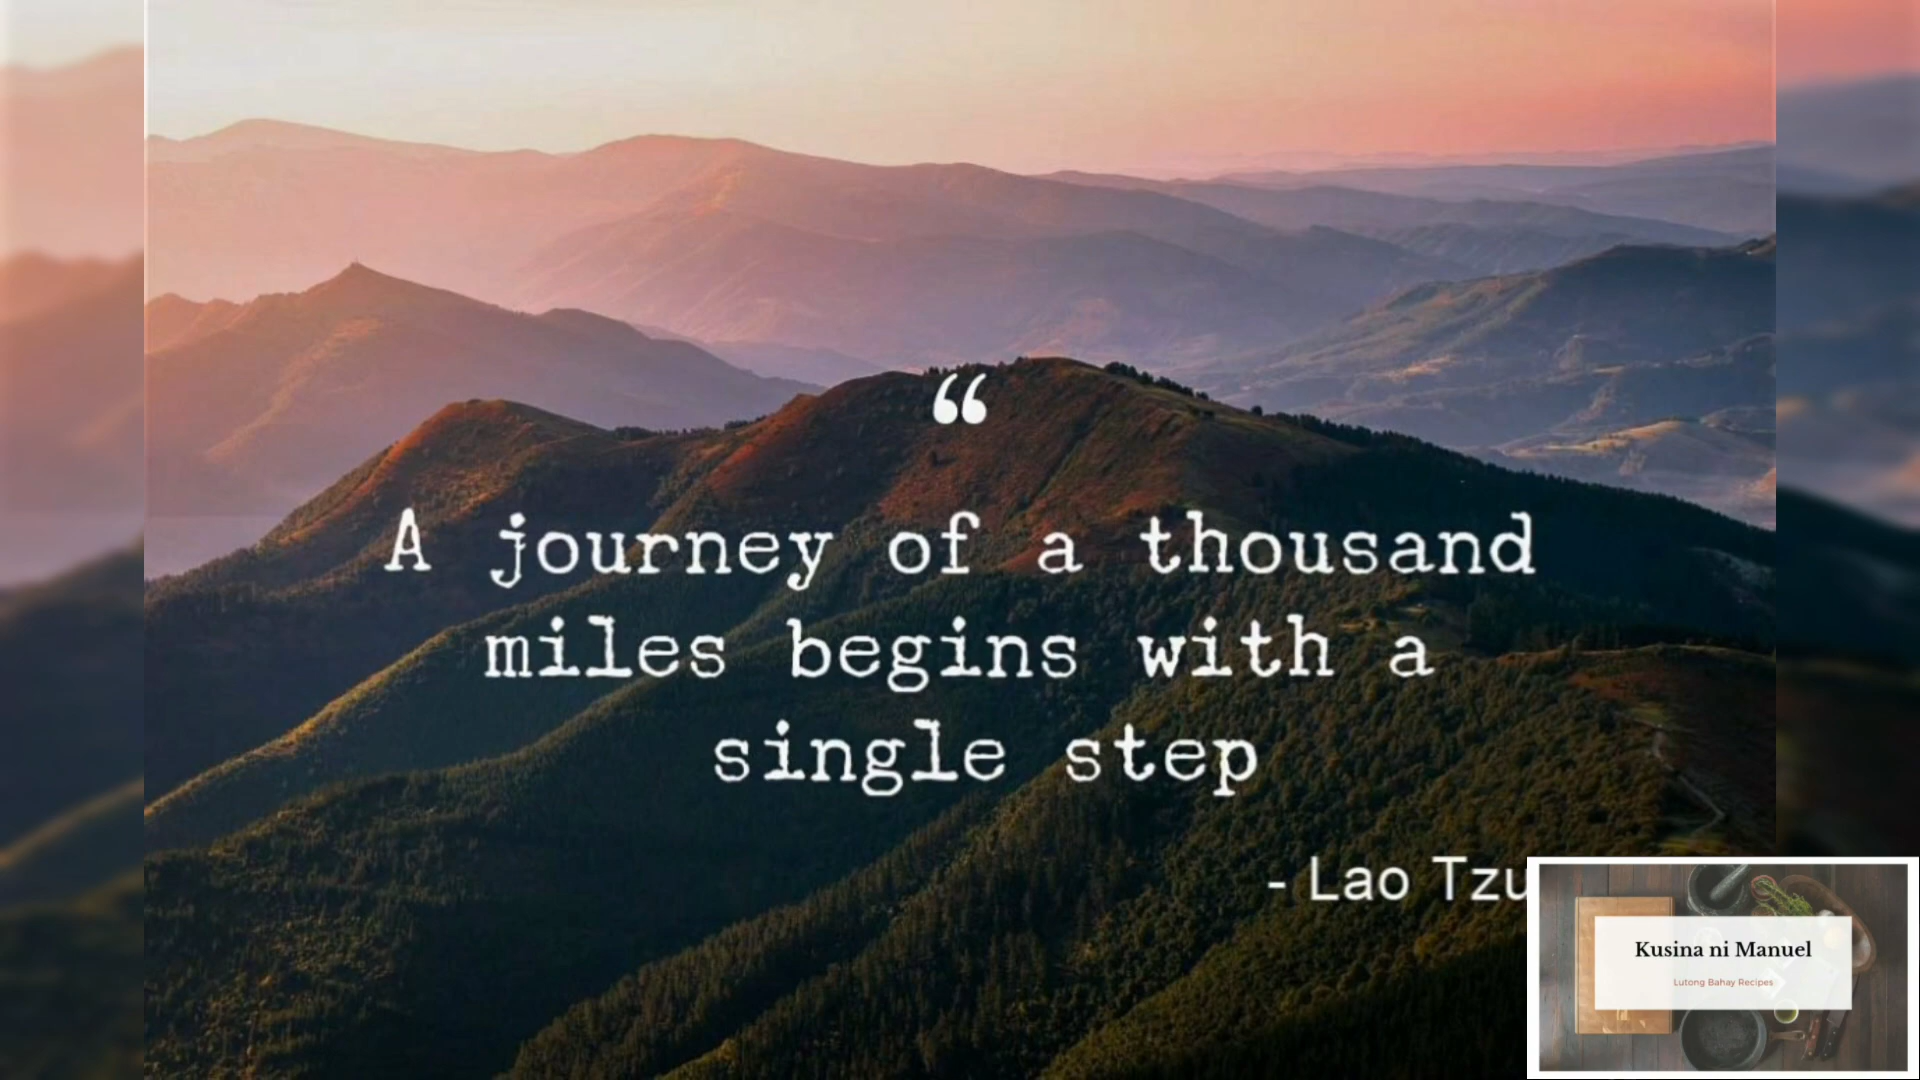 “
A journey of a thousand
miles begins with a
single step
- Lao Tzu
Kusina ni Manuel
Lutong Bahay Recipes